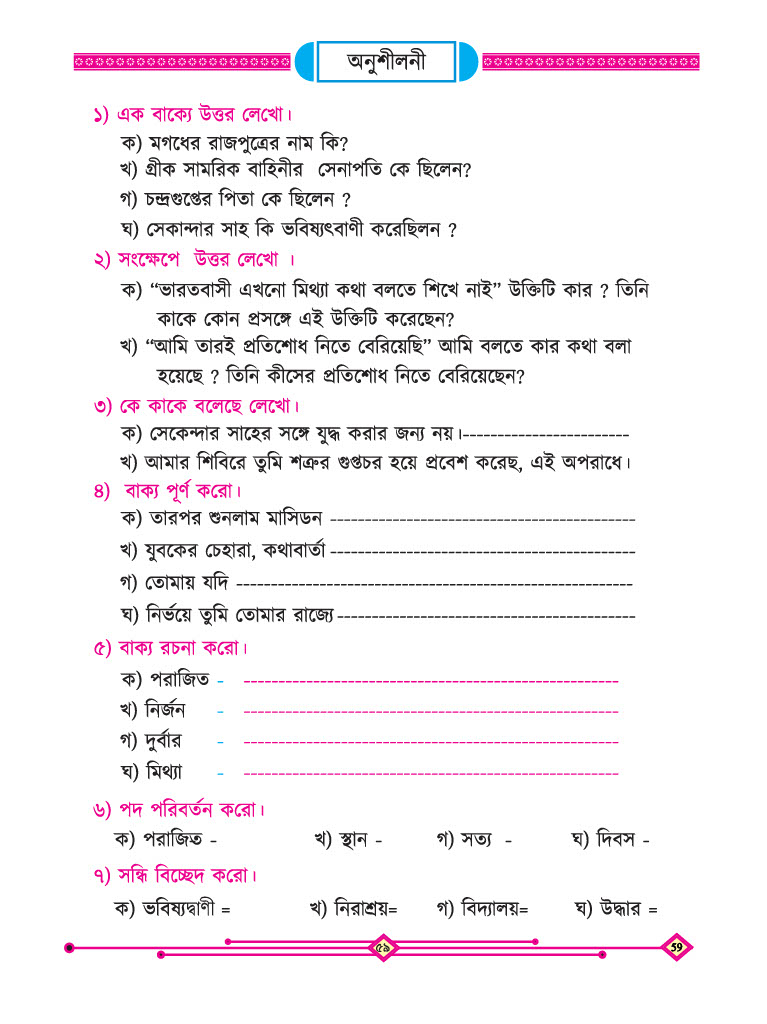 অনুশীলনী
১) এক বাক্যে উত্তর লেখো।
ক) মগধের রাজপুত্রের নাম কি?
খ) গ্রীক সামরিক বাহিনীর সেনাপতি কে ছিলেন?
গ) চন্দ্রগুপ্তের পিতা কে ছিলেন ?
ঘ) সেকান্দার সাহ কি ভবিষ্যৎবাণী করেছিলন ?
২) সংক্ষেপে উত্তর লেখো ।
ক) “ভারতবাসী এখনো মিথ্যা কথা বলতে শিখে নাই” উক্তিটি কার ? তিনি
কাকে কোন প্রসঙ্গে এই উক্তিটি করেছেন?
খ) “আমি তারই প্রতিশোধ নিতে বেরিয়েছি” আমি বলতে কার কথা বলা
হয়েছে ? তিনি কীসের প্রতিশোধ নিতে বেরিয়েছেন?
৩) কে কাকে বলেছে লেখো।
ক) সেকেন্দার সাহের সঙ্গে যুদ্ধ করার জন্য নয়।------------------------
খ) আমার শিবিরে তুমি শত্রুর গুপ্তচর হয়ে প্রবেশ করেছ, এই অপরাধে।
৪) বাক্য পূর্ণ করো।
ক) তারপর শুনলাম মাসিডন --------------------------------------------
খ) যুবকের চেহারা, কথাবার্তা --------------------------------------------
গ) তোমায় যদি ---------------------------------------------------------
ঘ) নির্ভয়ে তুমি তোমার রাজ্যে -------------------------------------------
৫) বাক্য রচনা করো।
ক) পরাজিত - ------------------------------------------------------
খ) নির্জন - ------------------------------------------------------
গ) দুর্বার - ------------------------------------------------------
ঘ) মিথ্যা - ------------------------------------------------------
৬) পদ পরিবর্তন করো।
ক) পরাজিত - খ) স্থান - গ) সত্য - ঘ) দিবস -
৭) সন্ধি বিচ্ছেদ করো।
ক) ভবিষ্যদ্বাণী = খ) নিরাশ্রয়= গ) বিদ্যালয়= ঘ) উদ্ধার =
৫৯ 59